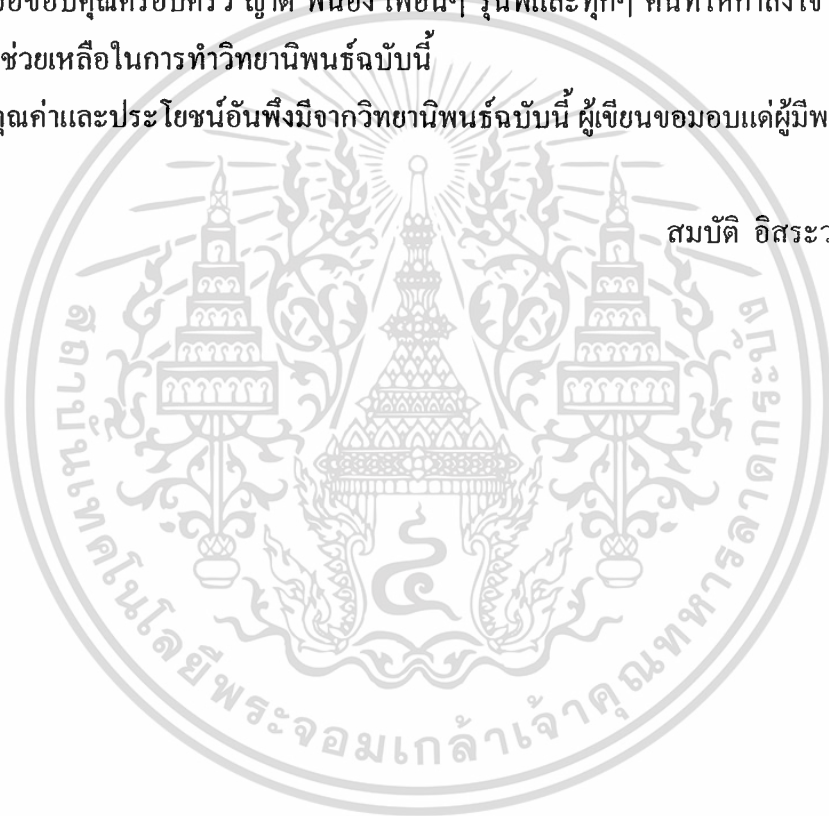 ขอขอบคุณครอบครัว ญาติ พี่น้อง เพื่อนๆ รุ่นพี่และทุกๆ คนที่ให้กำลังใจ
ช่วยเหลือในการทำวิทยานิพนธ์ฉบับนี้
คุณค่าและประโยชน์อันพึงมีจากวิทยานิพนธ์ฉบับนี้ ผู้เขียนขอมอบแด่ผู้มีพ
สมบัติ อิสระว
สถาบันเทคโนโลยีพระจอมเกล้าเจ้าคุณทหารลาดกระบัง